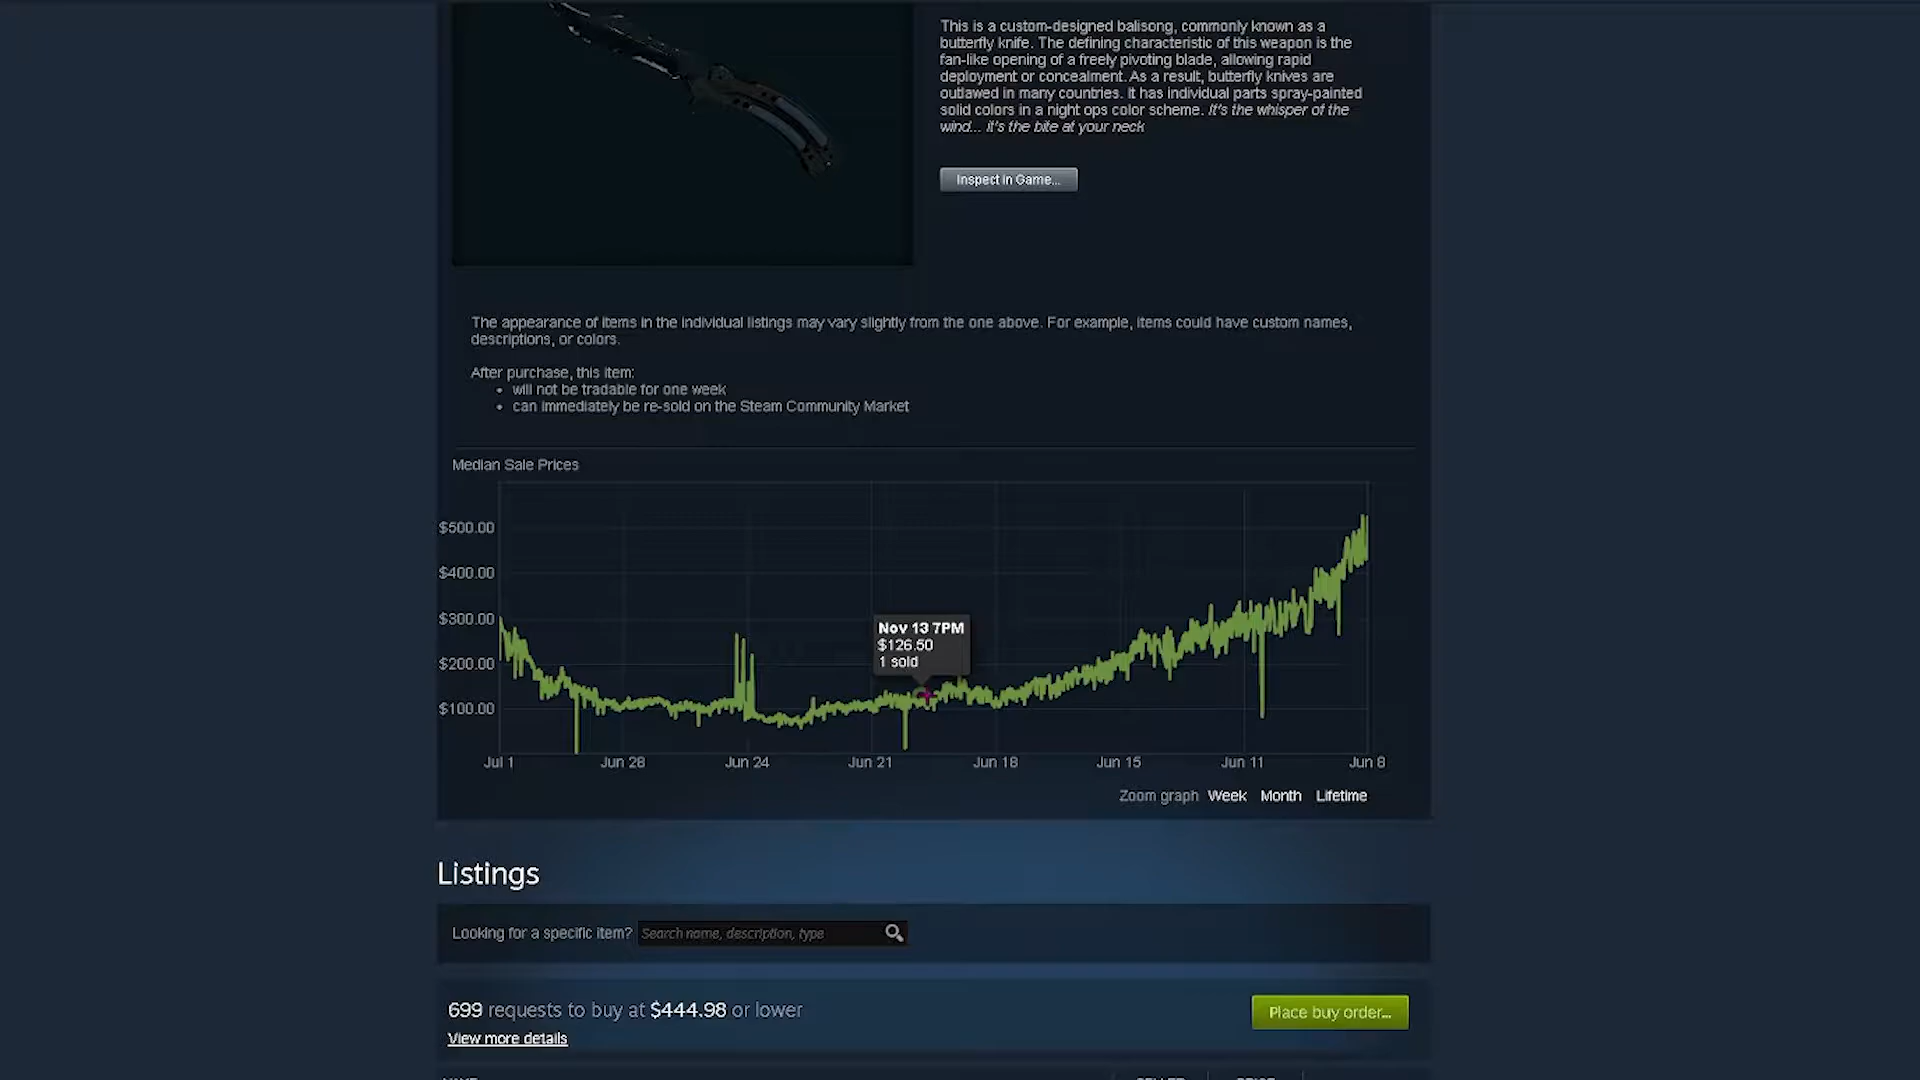 This is a custom-designed balisong, commonly known as a
butterfly knife. The defining characteristic of this weapon is the
fan-like opening of a freely pivoting blade, allowing rapid
deployment or concealment. As a result, butterfly knives are
outlawed in many countries. It has individual parts spray-painted
solid colors in a night ops color scheme. It's the whisper of the
wind... it's the bite at your neck
Inspect in Game...
The appearance of items in the individual listings may vary slightly from the one above. For example, items could have custom names,
descriptions, or colors.
After purchase, this item:
• will not be tradable for one week
• can immediately be re-sold on the Steam Community Market
Median Sale Prices
$500.00
$400.00
$300.00
$200.00
$100.00
Nov 13 7PM
$126.50
1 sold
Jul 1 Jun 28 Jun 24 Jun 21 Jun 18 Jun 15 Jun 11 Jun 8
Zoom graph Week Month Lifetime
Listings
Looking for a specific item? Search name, description, type
699 requests to buy at $444.98 or lower
Place buy order...
View more details